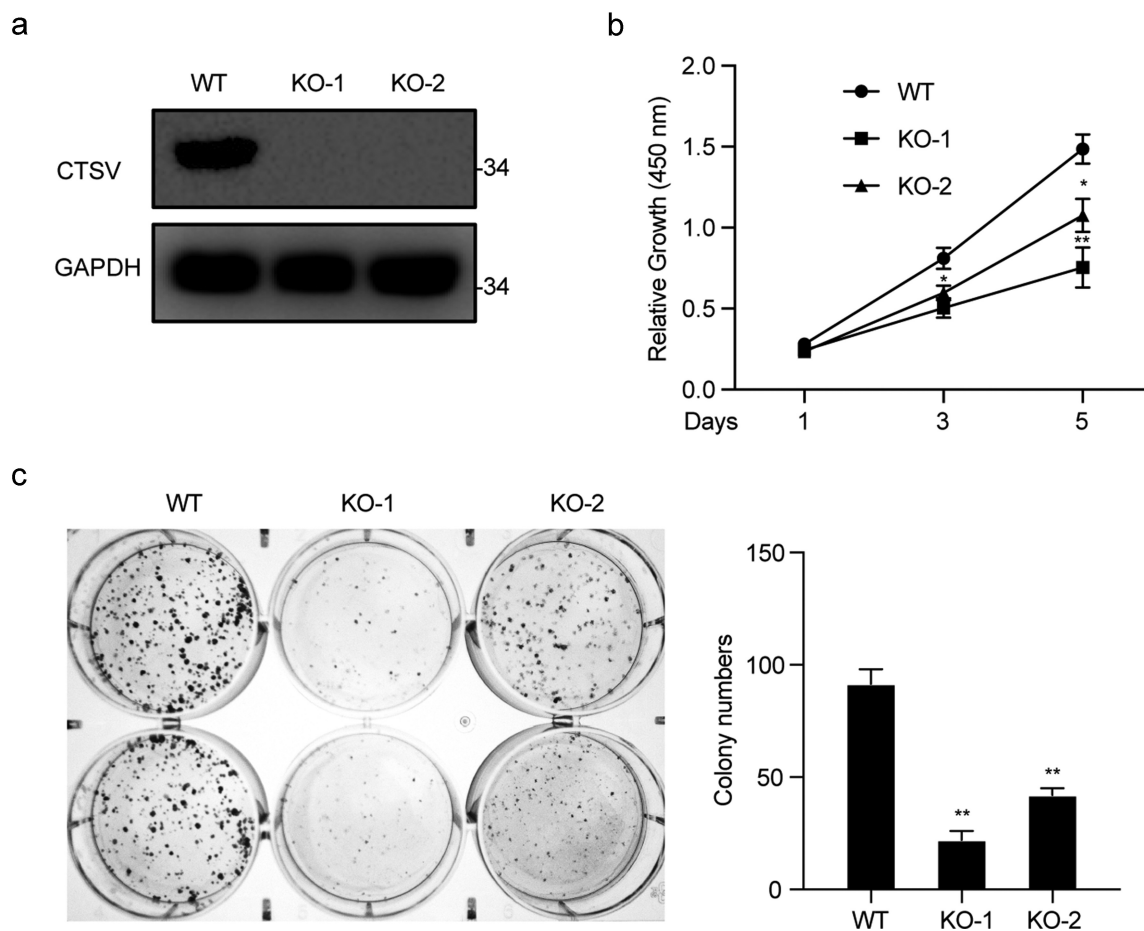 a
WT KO-1 KO-2
CTSV
-34
GAPDH
-34
b
2.0
1.5
1.0
0.5
0.0
Relative Growth (450 nm)
WT
KO-1
KO-2
*
*
**
Days 1 3 5
c
WT KO-1 KO-2
150
100
50
0
Colony numbers
**
**
WT KO-1 KO-2